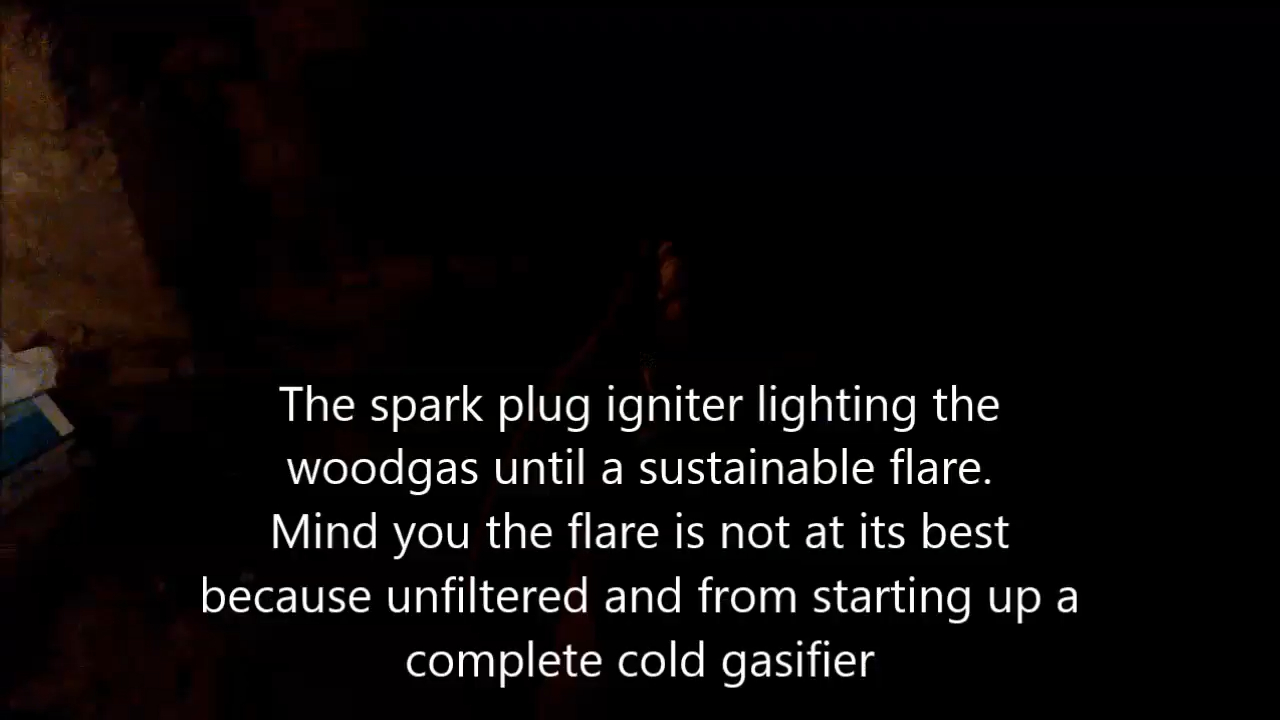 The spark plug igniter lighting the
woodgas until a sustainable flare.
Mind you the flare is not at its best
because unfiltered and from starting up a
complete cold gasifier